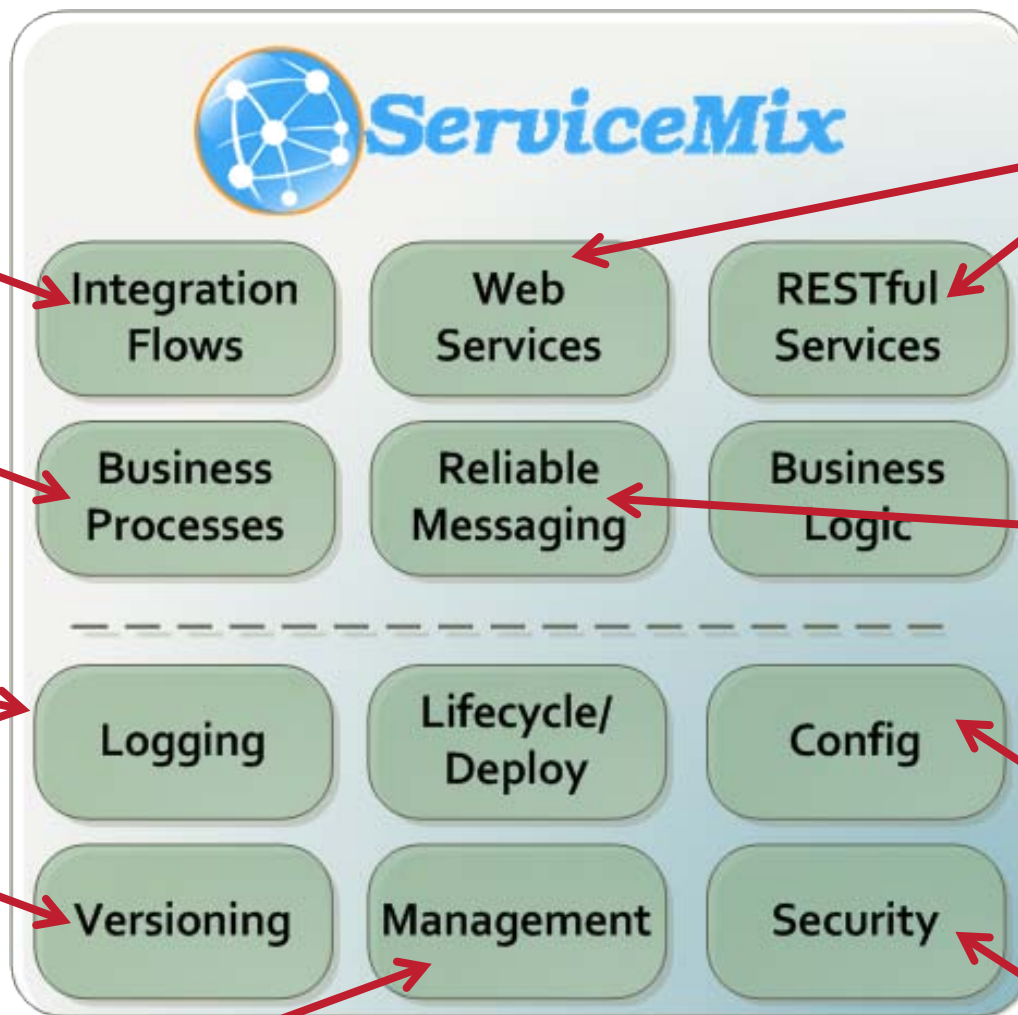 ServiceMix
Integration
Flows
Web
Services
RESTful
Services
Business
Processes
Reliable
Messaging
Business
Logic
Logging
Lifecycle/
Deploy
Config
Versioning
Management
Security